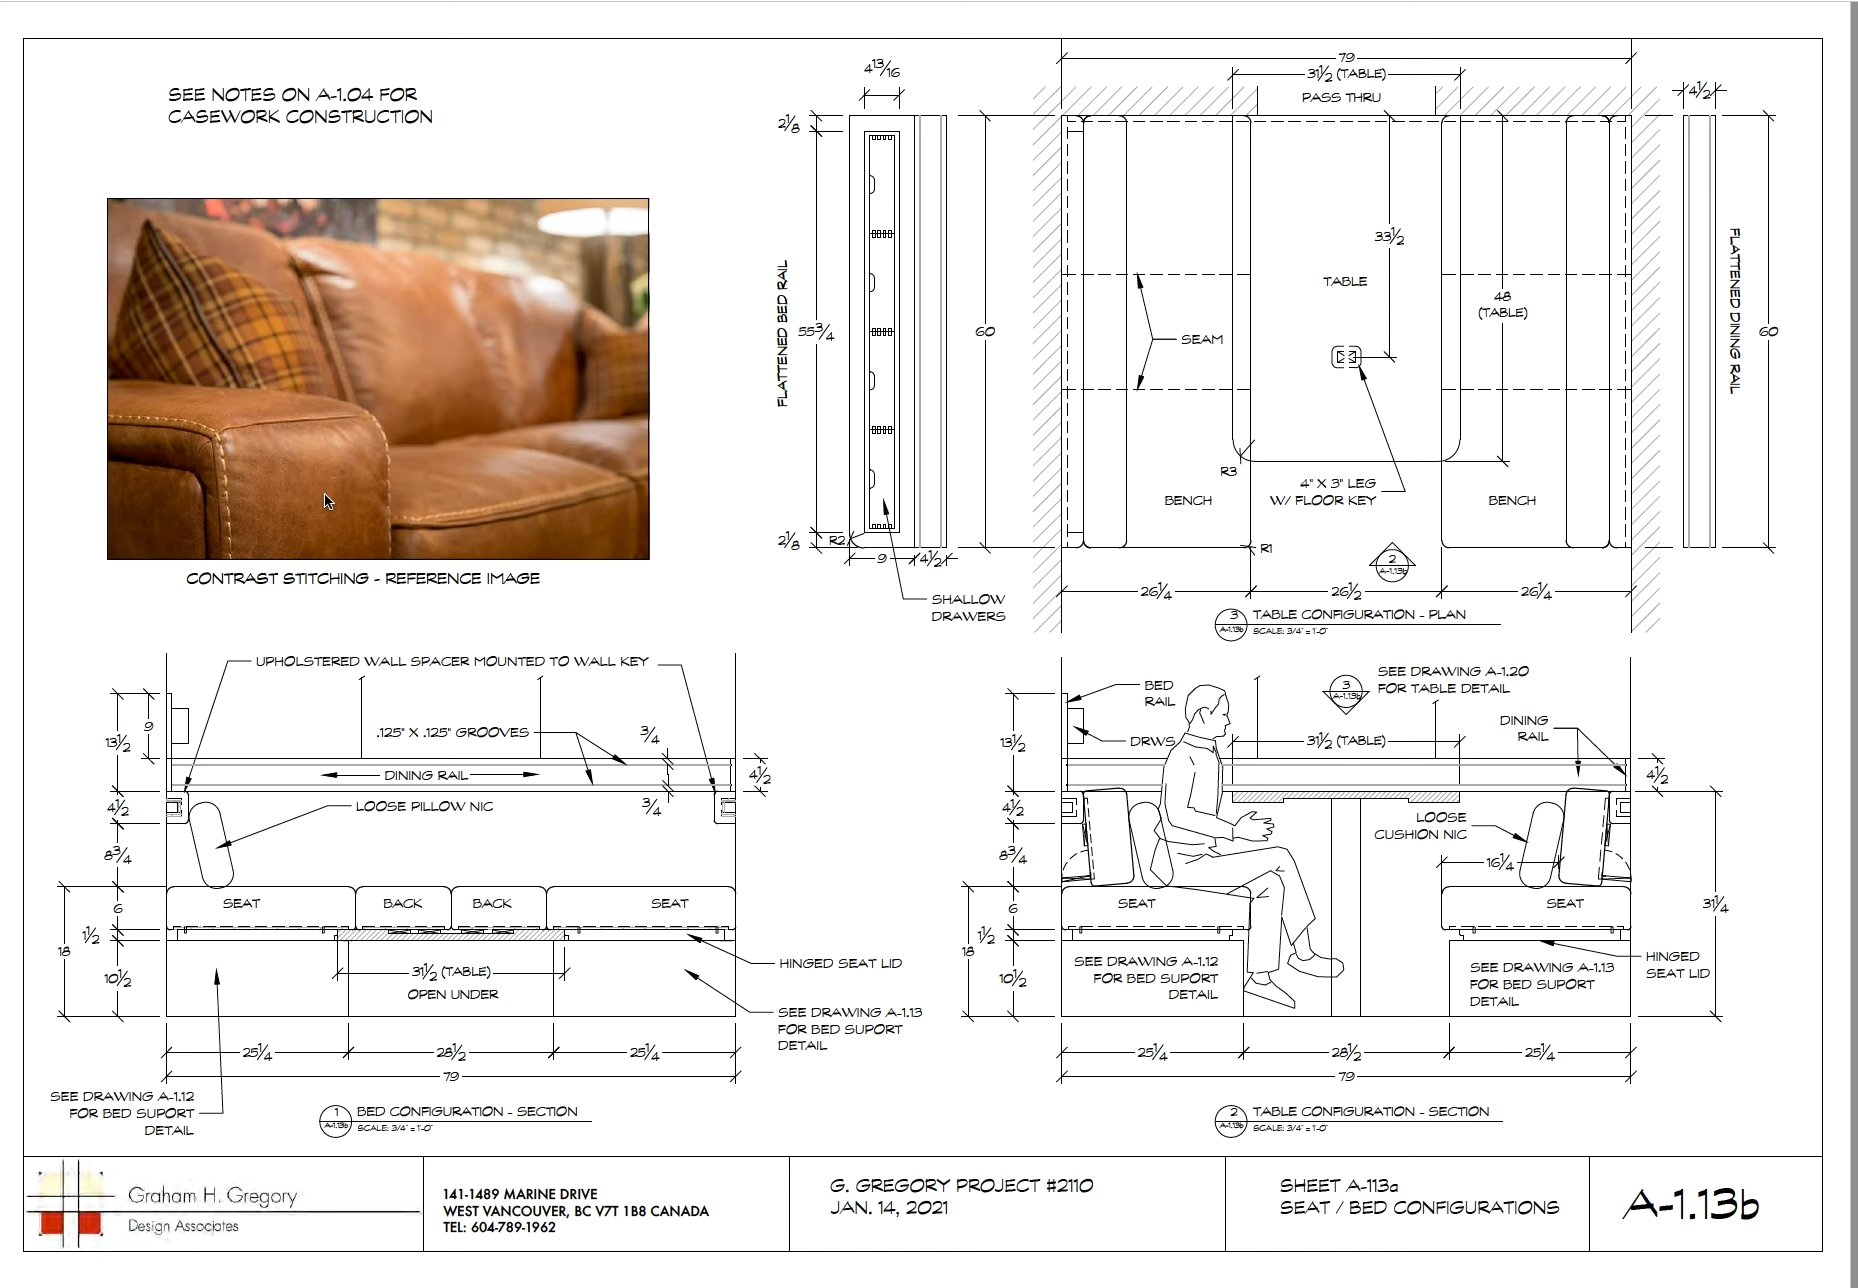 SEE NOTES ON A-1.04 FOR
CASEWORK CONSTRUCTION
CONTRAST STITCHING - REFERENCE IMAGE
4 13/16
2 1/8
FLATTENED BED RAIL
55 3/4
60
2 1/8
R2
9
4 1/2
SHALLOW
DRAWERS
79
31 1/2 (TABLE)
PASS THRU
33 1/2
TABLE
48
(TABLE)
SEAM
R3
4" X 3" LEG
W/ FLOOR KEY
BENCH
BENCH
R1
2
A-1.13b
26 1/4
26 1/2
26 1/4
4 1/2
FLATTENED DINING RAIL
60
3
A-1.13b
TABLE CONFIGURATION - PLAN
SCALE: 3/4" = 1'-0"
UPHOLSTERED WALL SPACER MOUNTED TO WALL KEY
9
13 1/2
.125" X .125" GROOVES
3/4
DINING RAIL
4 1/2
4 1/2
LOOSE PILLOW NIC
3/4
8 3/4
6
SEAT
BACK
BACK
SEAT
1 1/2
18
10 1/2
31 1/2 (TABLE)
OPEN UNDER
HINGED SEAT LID
SEE DRAWING A-1.13
FOR BED SUPORT
DETAIL
25 1/4
28 1/2
25 1/4
79
SEE DRAWING A-1.12
FOR BED SUPORT
DETAIL
1
A-1.13b
BED CONFIGURATION - SECTION
SCALE: 3/4" = 1'-0"
BED
RAIL
3
A-1.13b
SEE DRAWING A-1.20
FOR TABLE DETAIL
13 1/2
DRWS
31 1/2 (TABLE)
DINING
RAIL
4 1/2
4 1/2
LOOSE
CUSHION NIC
8 3/4
16 1/4
6
SEAT
SEAT
31 1/4
1 1/2
18
10 1/2
SEE DRAWING A-1.12
FOR BED SUPORT
DETAIL
SEE DRAWING A-1.13
FOR BED SUPORT
DETAIL
HINGED
SEAT LID
25 1/4
28 1/2
25 1/4
79
2
A-1.13b
TABLE CONFIGURATION - SECTION
SCALE: 3/4" = 1'-0"
Graham H. Gregory
Design Associates
141-1489 MARINE DRIVE
WEST VANCOUVER, BC V7T 1B8 CANADA
TEL: 604-789-1962
G. GREGORY PROJECT #2110
JAN. 14, 2021
SHEET A-113a
SEAT / BED CONFIGURATIONS
A-1.13b